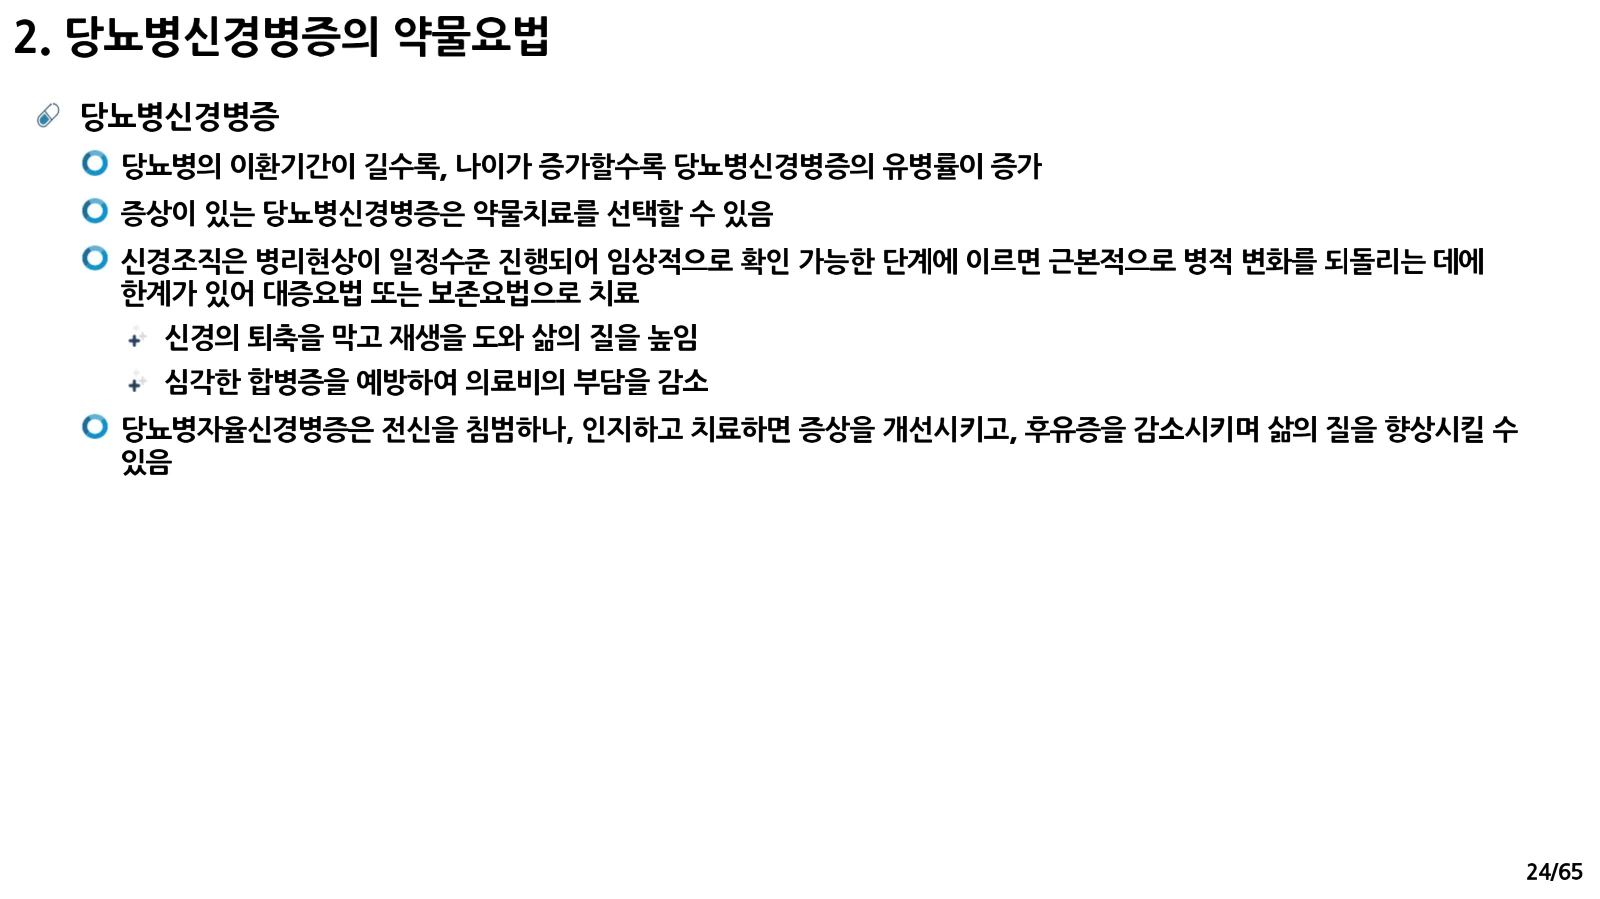 2. 당뇨병신경병증의 약물요법
당뇨병신경병증
당뇨병의 이환기간이 길수록, 나이가 증가할수록 당뇨병신경병증의 유병률이 증가
증상이 있는 당뇨병신경병증은 약물치료를 선택할 수 있음
신경조직은 병리현상이 일정수준 진행되어 임상적으로 확인 가능한 단계에 이르면 근본적으로 병적 변화를 되돌리는 데에
한계가 있어 대증요법 또는 보존요법으로 치료
신경의 퇴축을 막고 재생을 도와 삶의 질을 높임
심각한 합병증을 예방하여 의료비의 부담을 감소
당뇨병자율신경병증은 전신을 침범하나, 인지하고 치료하면 증상을 개선시키고, 후유증을 감소시키며 삶의 질을 향상시킬 수
있음
24/65